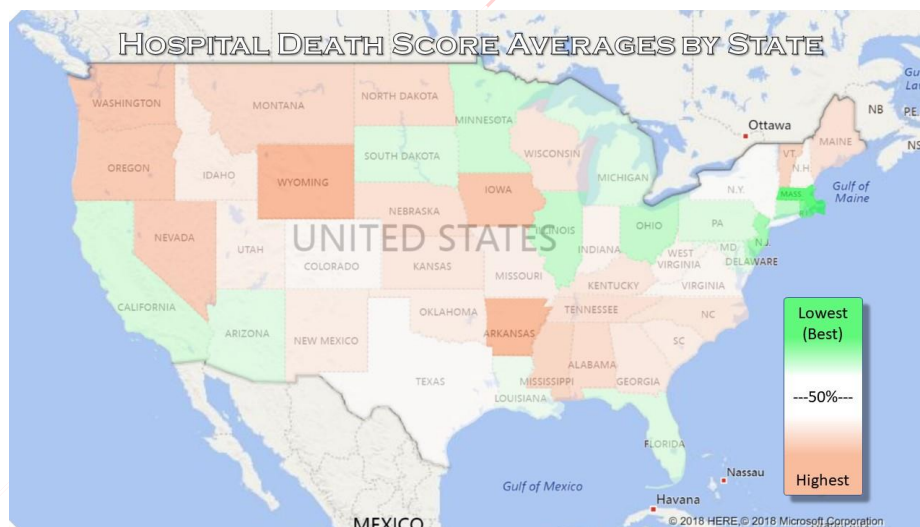 HOSPITAL DEATH SCORE AVERAGES BY STATE
WASHINGTON
MONTANA
NORTH DAKOTA
MINNESOTA
Ottawa
NB
PE
NS
MAINE
VT.
N.H.
OREGON
IDAHO
WYOMING
SOUTH DAKOTA
WISCONSIN
MICHIGAN
N.Y.
MASS
Gulf of
Maine
IOWA
NEBRASKA
NEVADA
UTAH
COLORADO
UNITED STATES
KANSAS
MISSOURI
ILLINOIS
INDIANA
OHIO
PA
N.J.
MD
DELAWARE
WEST
VIRGINIA
VIRGINIA
KENTUCKY
CALIFORNIA
ARIZONA
NEW MEXICO
OKLAHOMA
ARKANSAS
TENNESSEE
NC
SC
TEXAS
LOUISIANA
MISSISSIPPI
ALABAMA
GEORGIA
FLORIDA
Lowest
(Best)
---50%---
Highest
Gulf of Mexico
Nassau
Havana
MEXICO
© 2018 HERE,© 2018 Microsoft Corporation